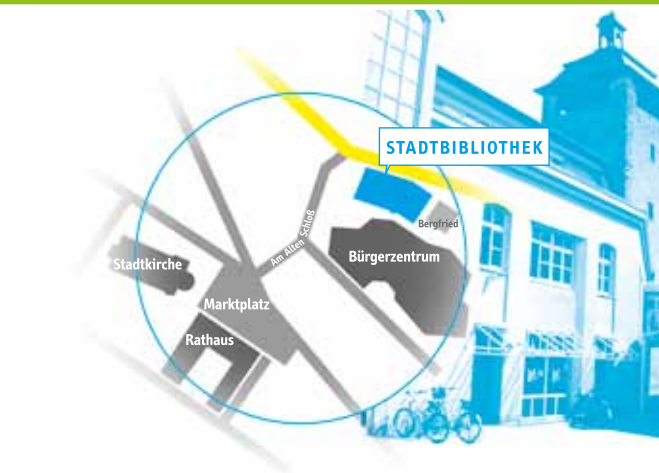 STADTBIBLIOTHEK
Bergfried
Am Alten Schloß
Bürgerzentrum
Stadtkirche
Marktplatz
Rathaus